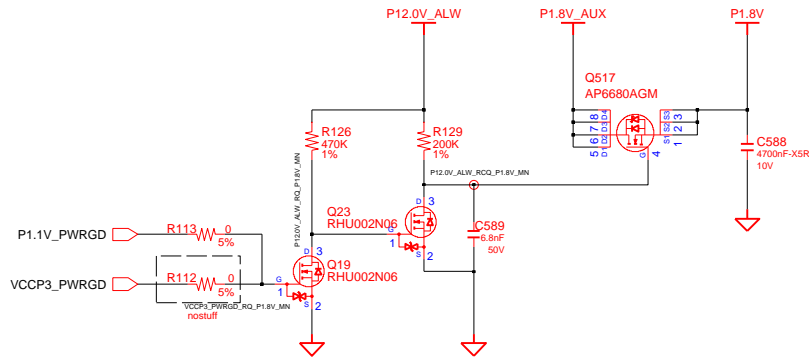 P12.0V_ALW
P1.8V_AUX
P1.8V
Q517
AP6680AGM
8 D4
7 D3
6 D2
5 D1
S3 3
S2 2
S1 1
G 4
R126
470K
1%
R129
200K
1%
C588
4700nF-X5R
10V
P12.0V_ALW_RCQ_P1.8V_MN
P12.0V_ALW_RQ_P1.8V_MN
Q23
RHU002N06
D 3
G 1
S 2
C589
6.8nF
50V
P1.1V_PWRGD
R113
0
5%
VCCP3_PWRGD
R112
0
5%
VCCP3_PWRGD_RQ_P1.8V_MN
nostuff
Q19
RHU002N06
D 3
G 1
S 2